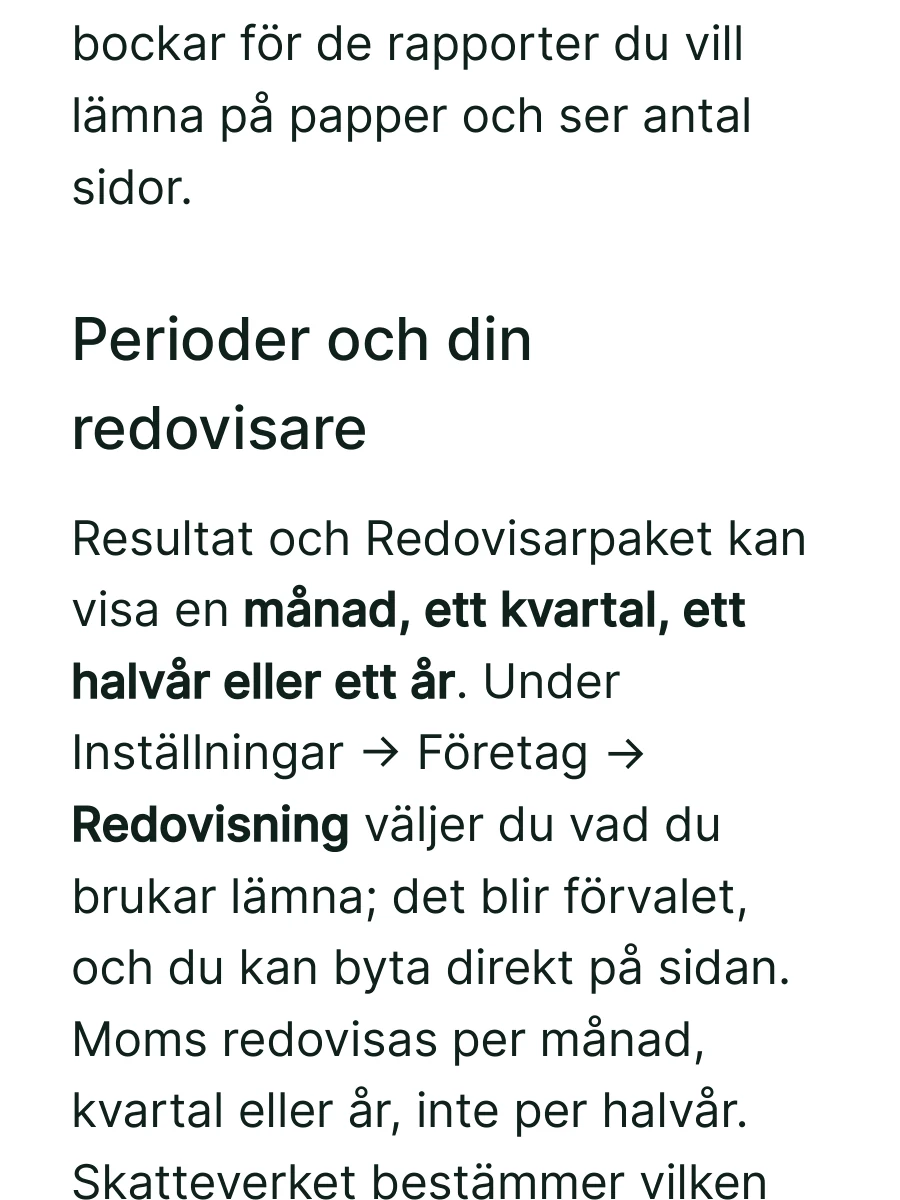 bockar för de rapporter du vill
lämna på papper och ser antal
sidor.
Perioder och din
redovisare
Resultat och Redovisarpaket kan
visa en månad, ett kvartal, ett
halvår eller ett år. Under
Inställningar → Företag →
Redovisning väljer du vad du
brukar lämna; det blir förvalet,
och du kan byta direkt på sidan.
Moms redovisas per månad,
kvartal eller år, inte per halvår.
Skatteverket bestämmer vilken